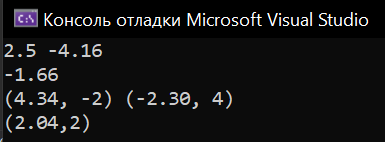 C:\ Консоль отладки Microsoft Visual Studio
2.5 -4.16
-1.66
(4.34, -2) (-2.30, 4)
(2.04,2)